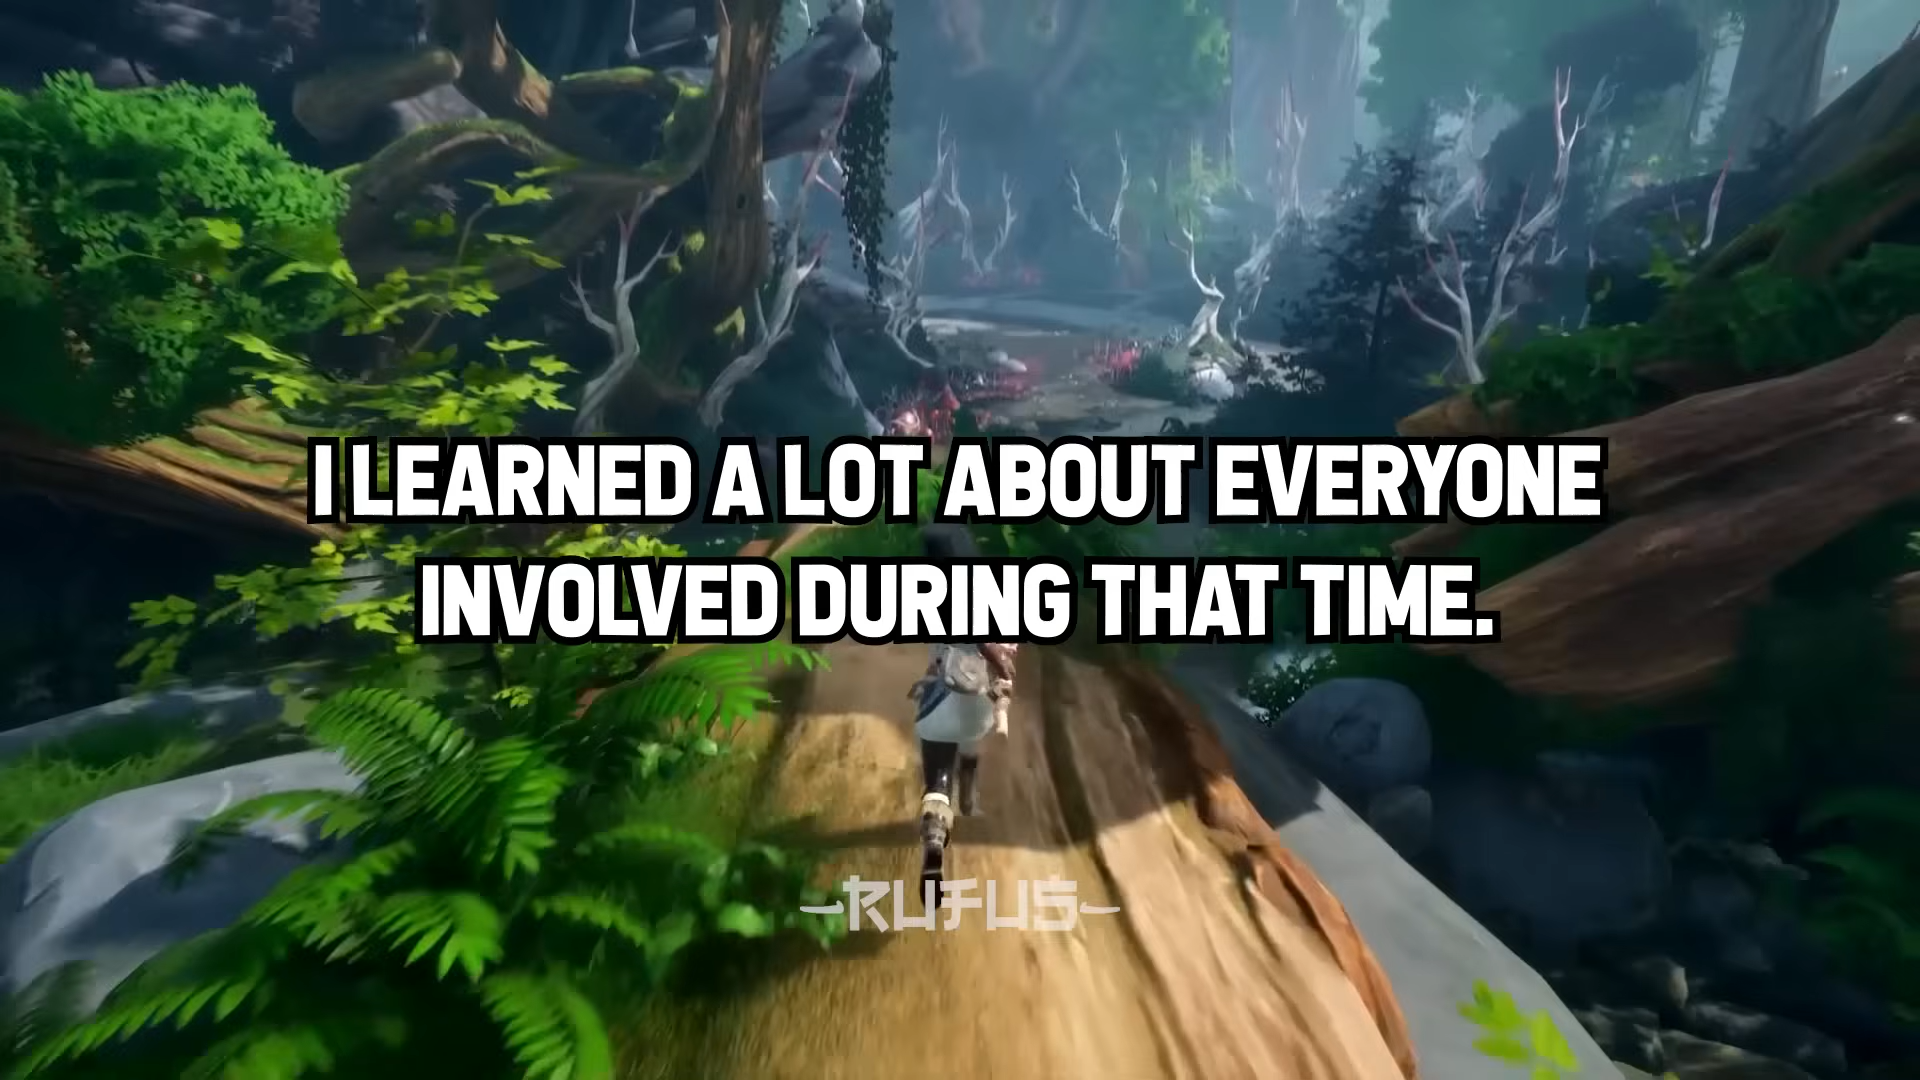 I LEARNED A LOT ABOUT EVERYONE
INVOLVED DURING THAT TIME.
-RUFUS-